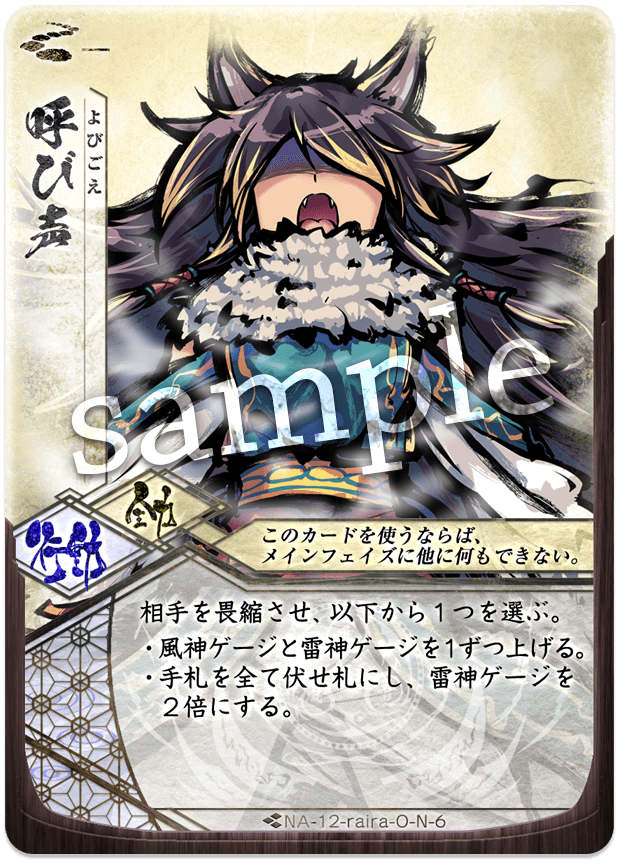 呼び声
よびごえ
sample
行動
全力
このカードを使うならば、
メインフェイズに他に何もできない。
相手を畏縮させ、以下から１つを選ぶ。
・風神ゲージと雷神ゲージを1ずつ上げる。
・手札を全て伏せ札にし、雷神ゲージを
２倍にする。
NA-12-raira-O-N-6